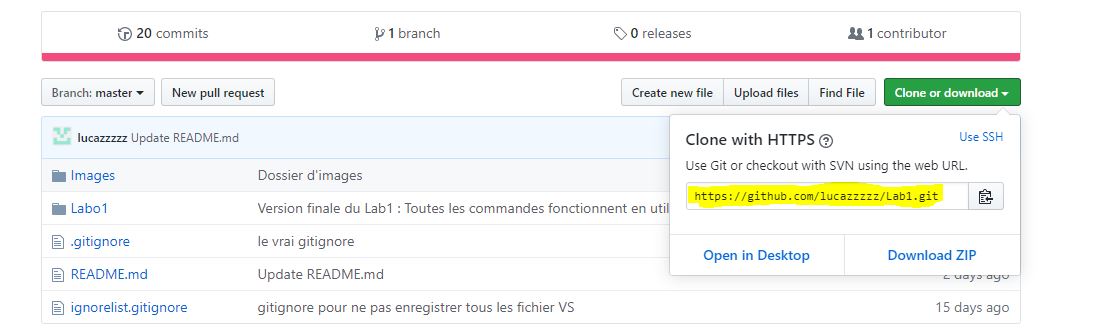 20 commits 1 branch 0 releases 1 contributor
Branch: master New pull request Create new file Upload files Find File Clone or download
lucazzzzz Update README.md
Clone with HTTPS ? Use SSH
Use Git or checkout with SVN using the web URL.
https://github.com/lucazzzzz/Lab1.git
Open in Desktop Download ZIP
Images Dossier d'images
Labo1 Version finale du Lab1 : Toutes les commandes fonctionnent en util
.gitignore le vrai gitignore
README.md Update README.md 2 days ago
ignorelist.gitignore gitignore pour ne pas enregistrer tous les fichier VS 15 days ago